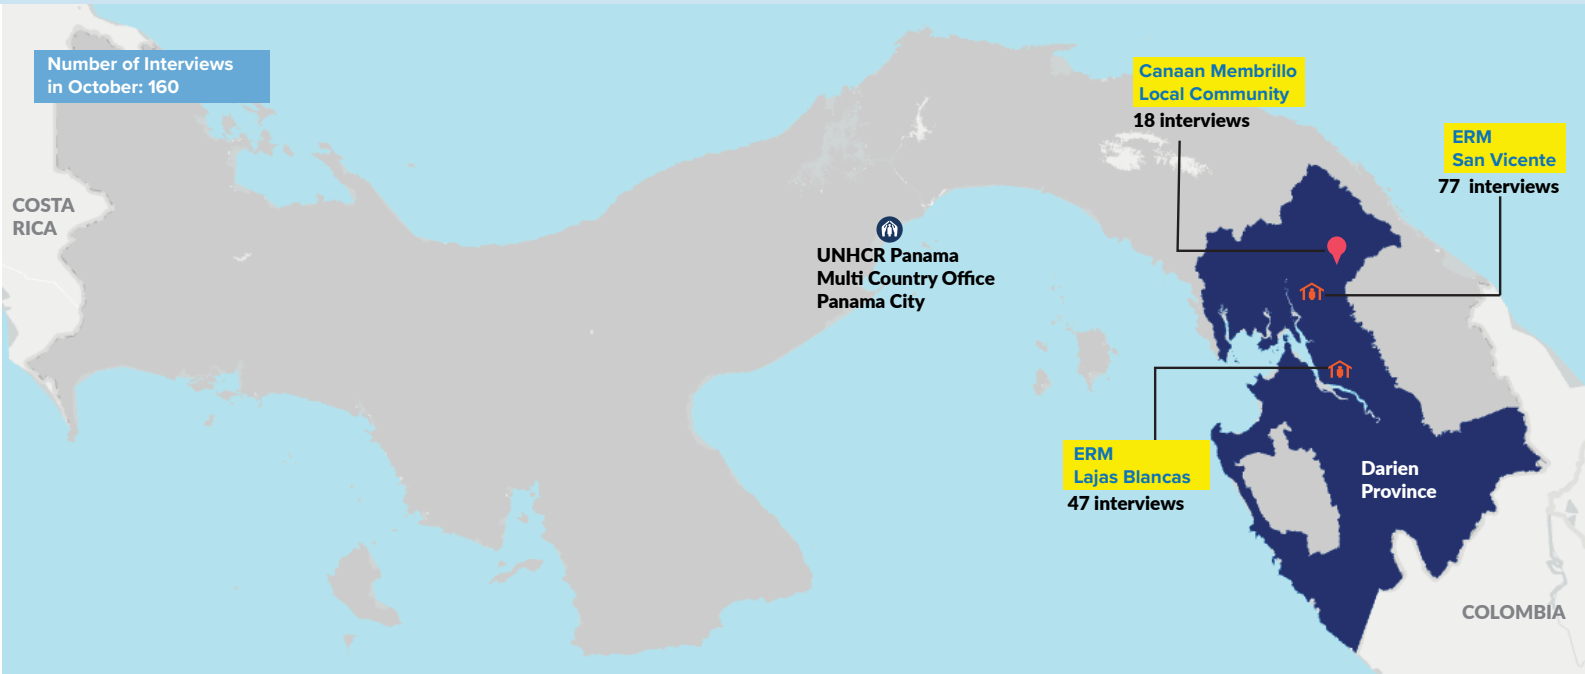 Number of Interviews
in October: 160
Canaan Membrillo
Local Community
18 interviews
ERM
San Vicente
77 interviews
COSTA
RICA
UNHCR Panama
Multi Country Office
Panama City
ERM
Lajas Blancas
47 interviews
Darien
Province
COLOMBIA